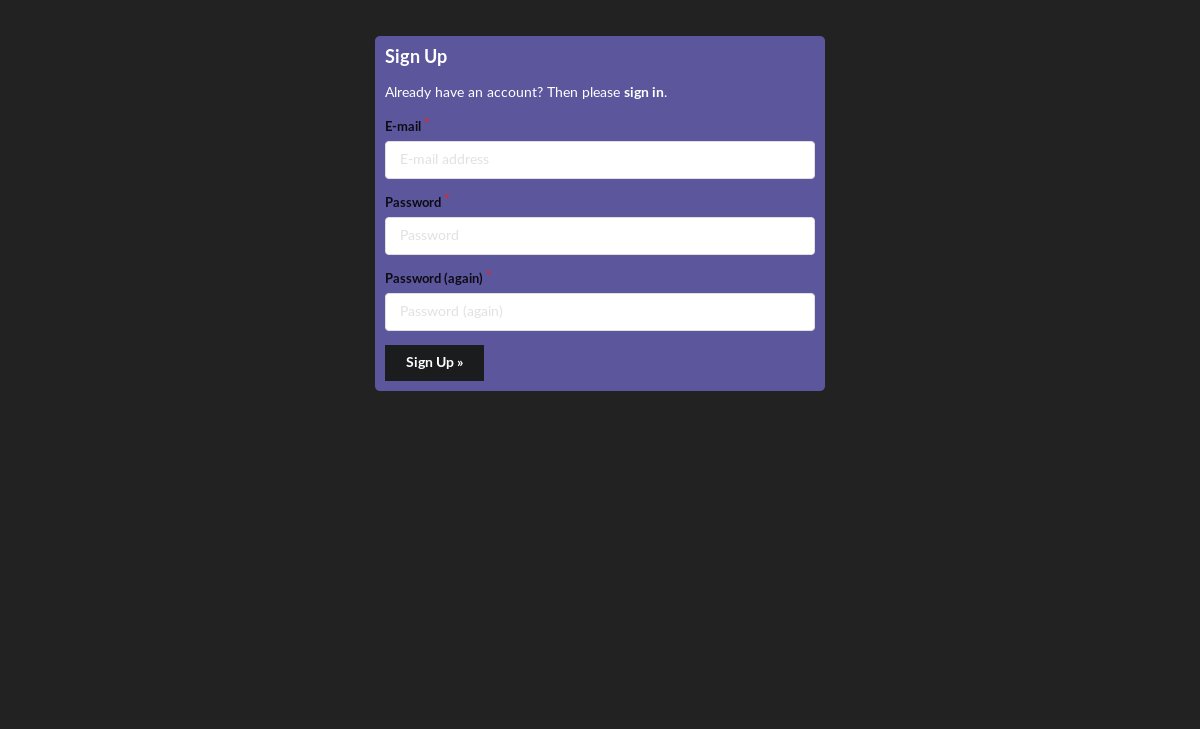 Sign Up
Already have an account? Then please sign in.
E-mail *
E-mail address
Password *
Password
Password (again) *
Password (again)
Sign Up »